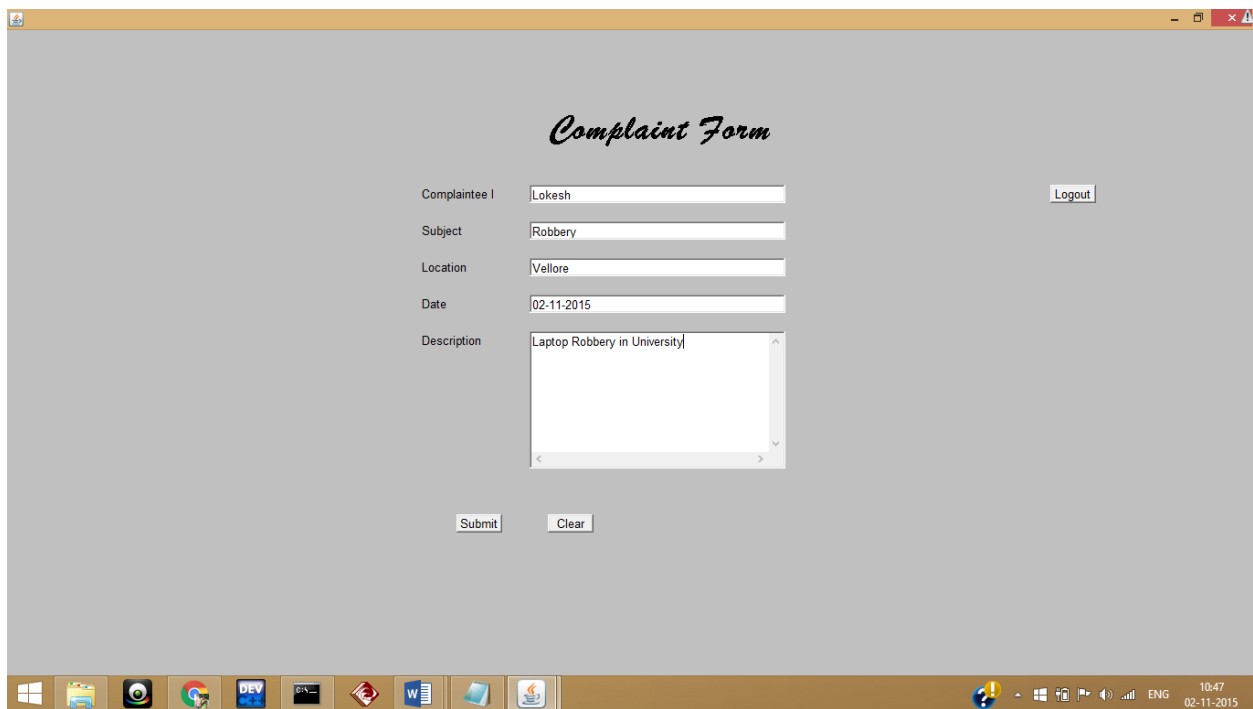 Complaint Form
Complaintee I Lokesh Logout
Subject Robbery
Location Vellore
Date 02-11-2015
Description Laptop Robbery in University
Submit Clear
DEV
C:\_
W
ENG 10:47
02-11-2015